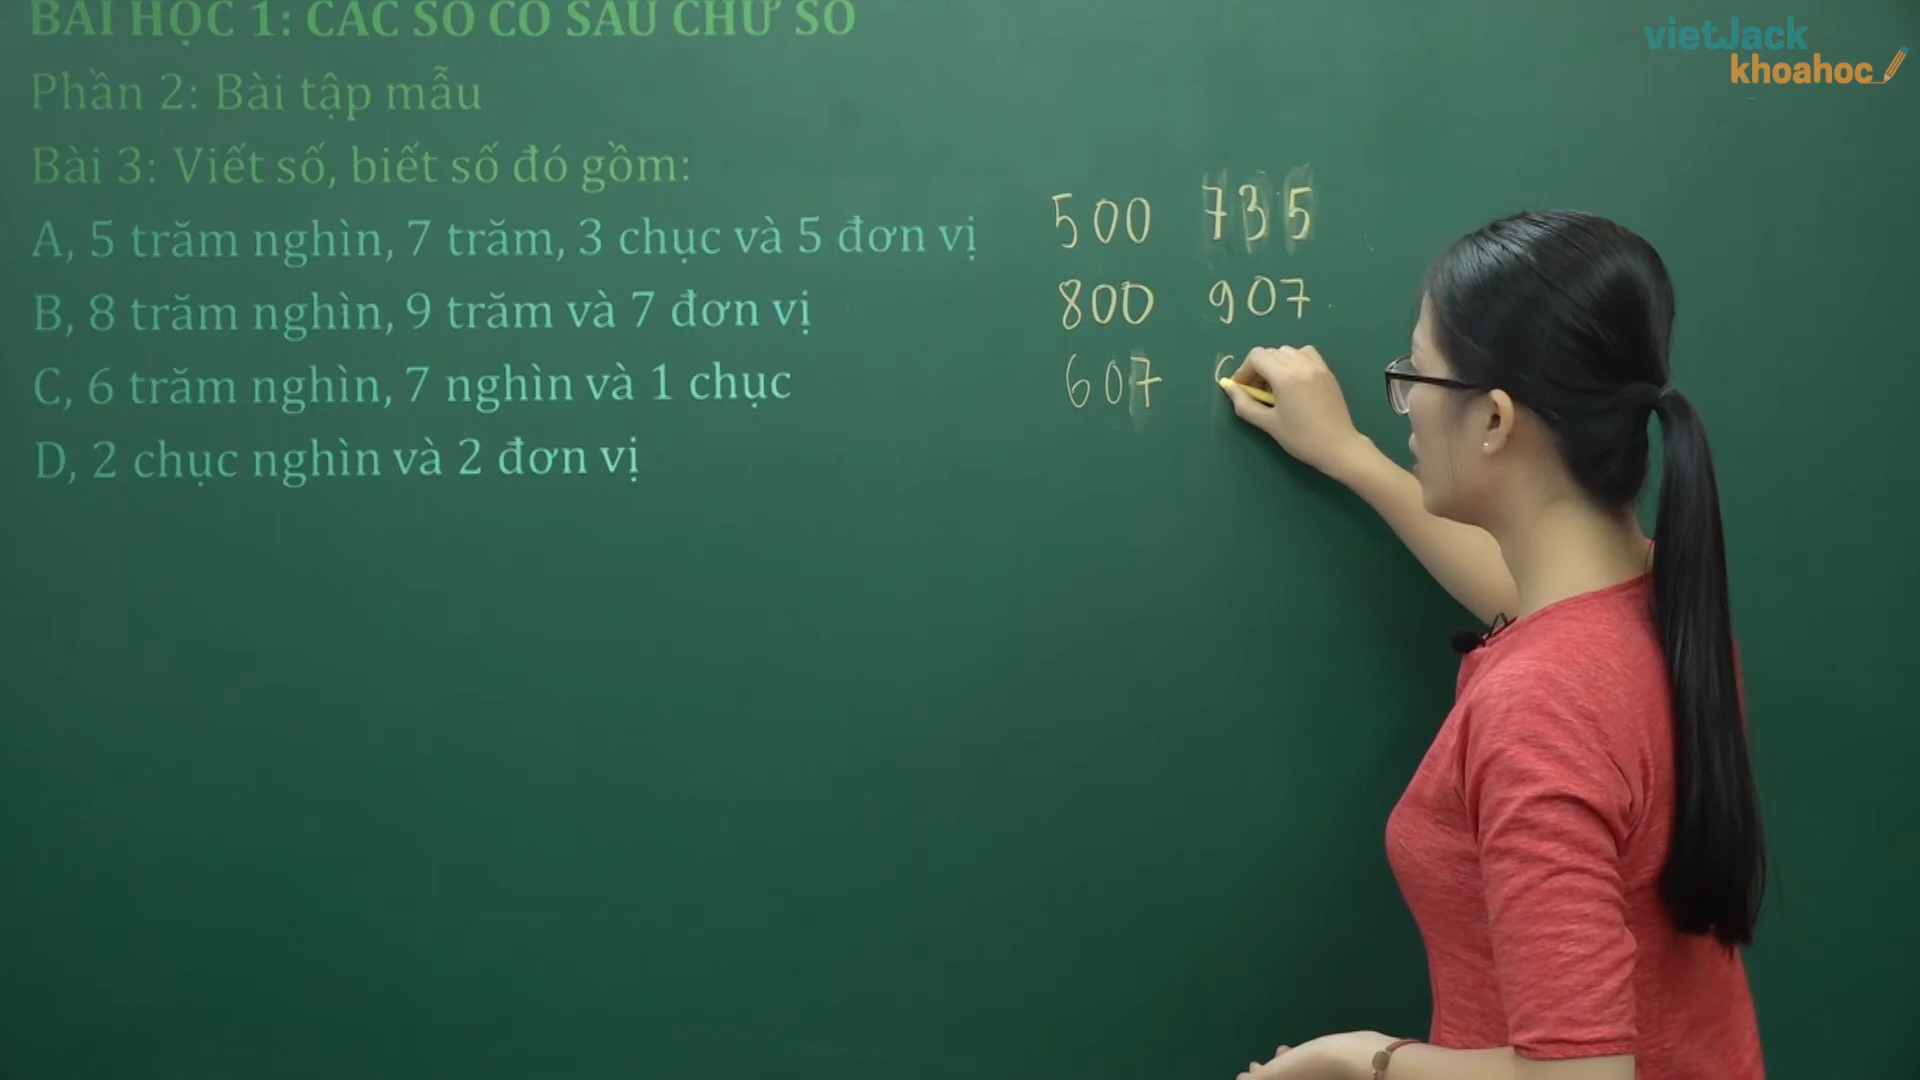 BÀI HỌC 1: CÁC SỐ CÓ SÁU CHỮ SỐ
Phần 2: Bài tập mẫu
Bài 3: Viết số, biết số đó gồm:
A, 5 trăm nghìn, 7 trăm, 3 chục và 5 đơn vị
500 735
B, 8 trăm nghìn, 9 trăm và 7 đơn vị
800 907
C, 6 trăm nghìn, 7 nghìn và 1 chục
607
D, 2 chục nghìn và 2 đơn vị
vietJack
khoahoc